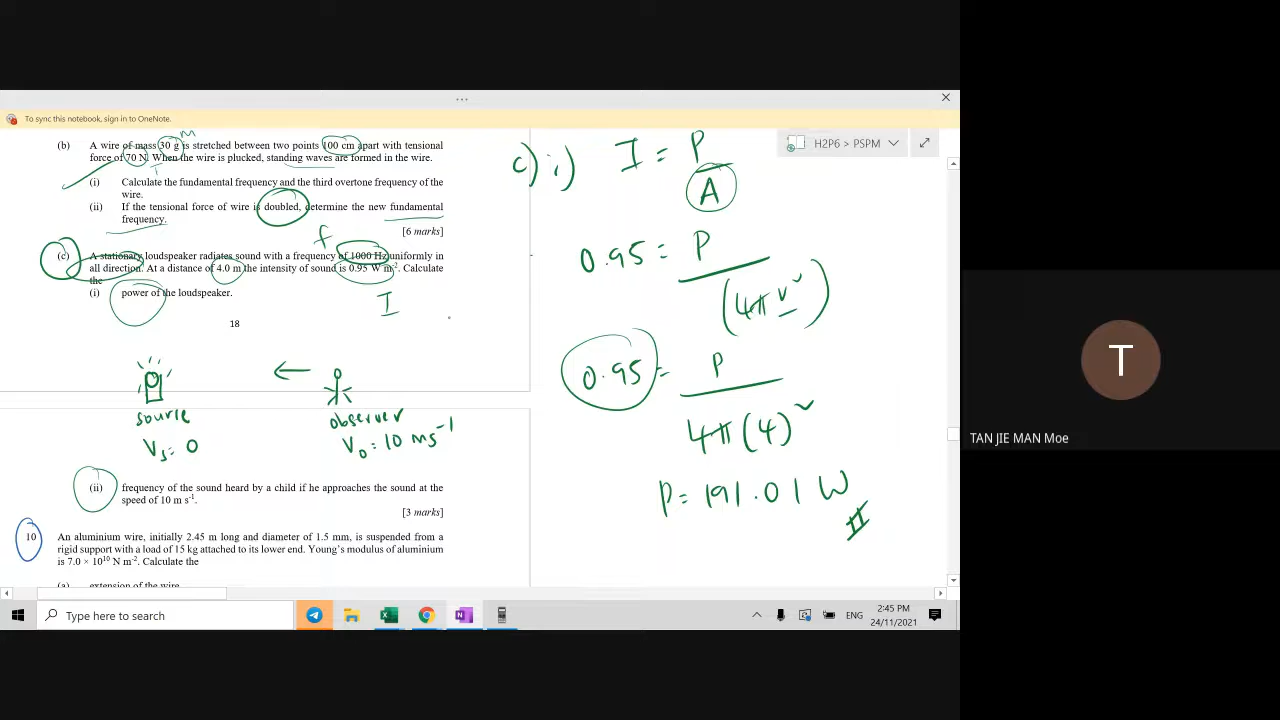 To sync this notebook, sign in to OneNote.
H2P6 > PSPM
(b) A wire of mass 30 g is stretched between two points 100 cm apart with tensional
force of 70 N. When the wire is plucked, standing waves are formed in the wire.
m
T
(i) Calculate the fundamental frequency and the third overtone frequency of the
wire.
(ii) If the tensional force of wire is doubled, determine the new fundamental
frequency.
[6 marks]
f
(c) A stationary loudspeaker radiates sound with a frequency of 1000 Hz uniformly in
all direction. At a distance of 4.0 m the intensity of sound is 0.95 W m-2. Calculate
the
(i) power of the loudspeaker.
I
18
source
Vs = 0
observer
Vo = 10 ms-1
(ii) frequency of the sound heard by a child if he approaches the sound at the
speed of 10 m s-1.
[3 marks]
10 An aluminium wire, initially 2.45 m long and diameter of 1.5 mm, is suspended from a
rigid support with a load of 15 kg attached to its lower end. Young's modulus of aluminium
is 7.0 × 10^10 N m-2. Calculate the
(a) extension of the wire
c) i) I = P
A
0.95 = P
(4π r²)
0.95 = P
4π (4)²
P = 191.01 W
T
TAN JIE MAN Moe
Type here to search
ENG
2:45 PM
24/11/2021